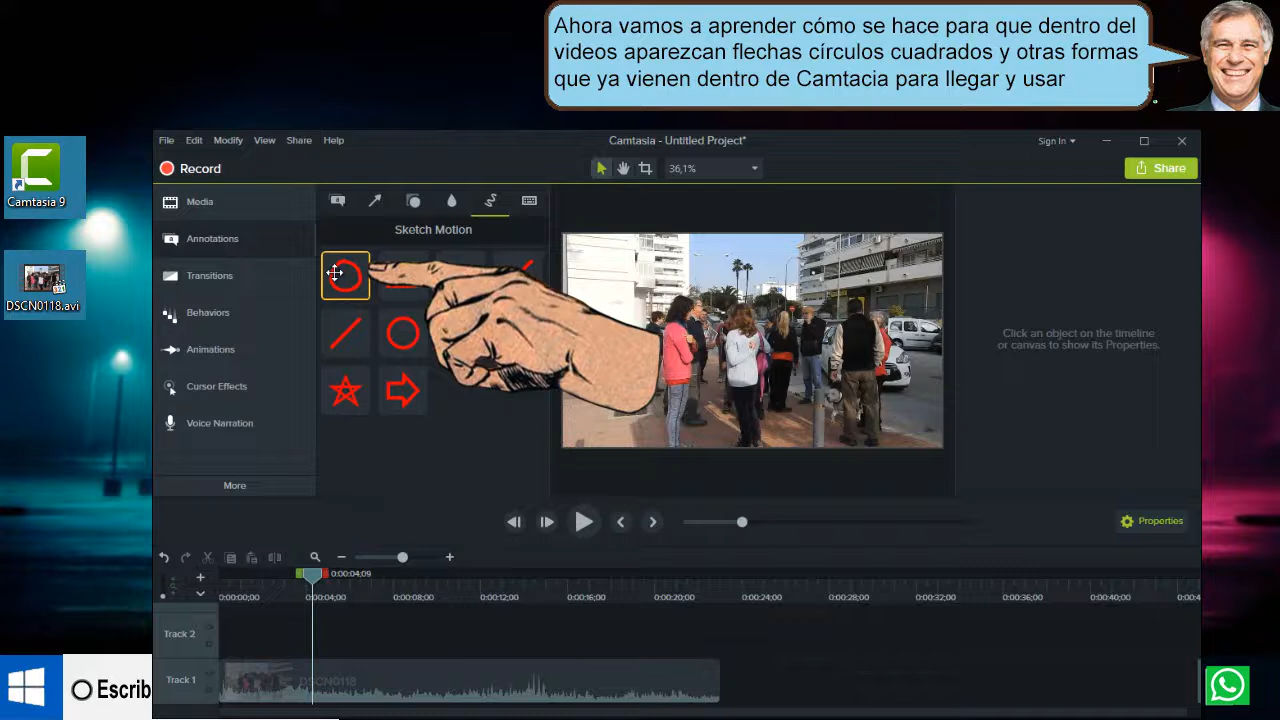 Ahora vamos a aprender cómo se hace para que dentro del
videos aparezcan flechas círculos cuadrados y otras formas
que ya vienen dentro de Camtacia para llegar y usar
File Edit Modify View Share Help
Camtasia - Untitled Project*
Sign In
Record
36,1%
Share
Camtasia 9
DSCN0118.avi
Media
Annotations
Transitions
Behaviors
Animations
Cursor Effects
Voice Narration
More
Sketch Motion
Click an object on the timeline
or canvas to show its Properties.
Properties
0:00:04;09
0:00:00;00 0:00:04;00 0:00:08;00 0:00:12;00 0:00:16;00 0:00:20;00 0:00:24;00 0:00:28;00 0:00:32;00 0:00:36;00 0:00:40;00 0:00:4
Track 2
Track 1
DSCN0118
Escrib